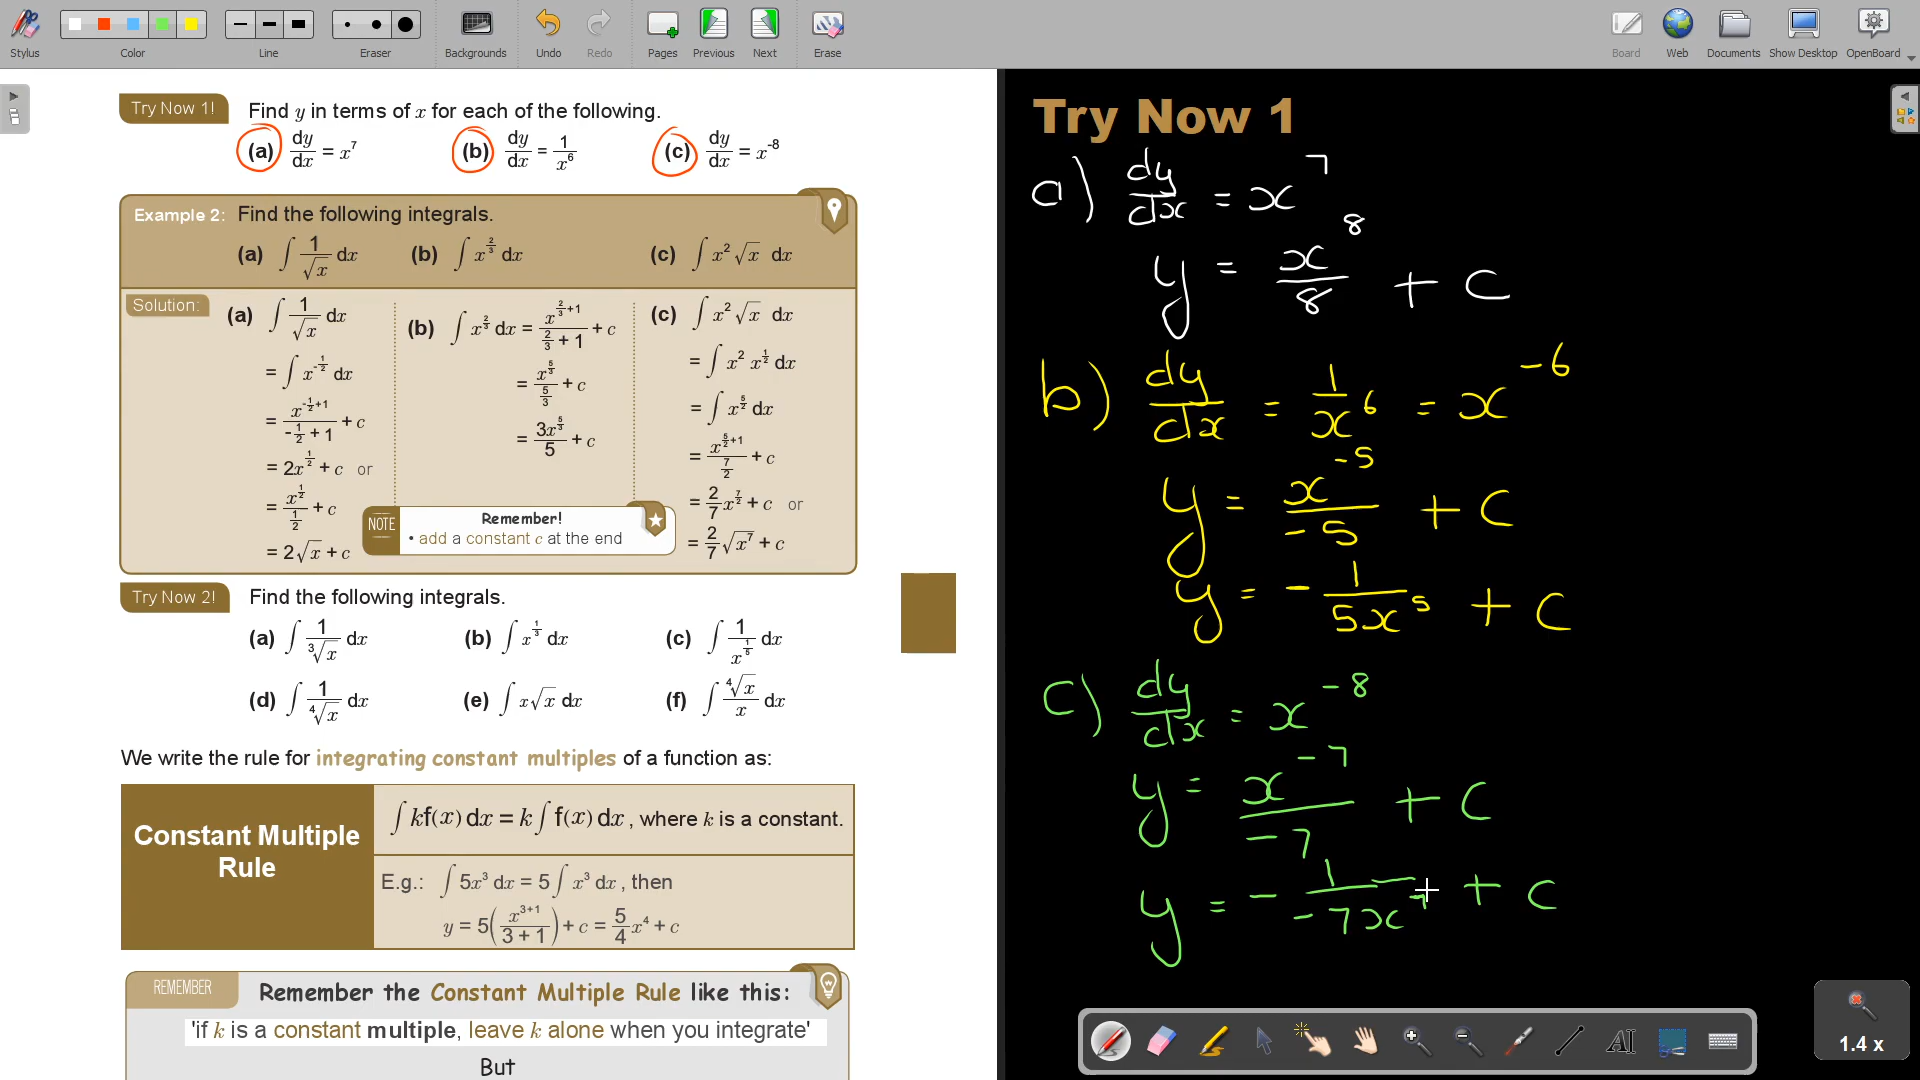 Stylus Color Line Eraser Backgrounds Undo Redo Pages Previous Next Erase Board Web Documents Show Desktop OpenBoard
Try Now 1! Find y in terms of x for each of the following.
(a) dy/dx = x^7 (b) dy/dx = 1/x^6 (c) dy/dx = x^-8
Example 2: Find the following integrals.
(a) ∫ 1/√x dx (b) ∫ x^(2/3) dx (c) ∫ x² √x dx
Solution:
(a) ∫ 1/√x dx
= ∫ x^(-1/2) dx
= x^(-1/2+1)/(-1/2 + 1) + c
= 2x^(1/2) + c or
= x^(1/2)/(1/2) + c
= 2√x + c
(b) ∫ x^(2/3) dx = x^(2/3+1)/(2/3 + 1) + c
= x^(5/3)/(5/3) + c
= 3x^(5/3)/5 + c
(c) ∫ x² √x dx
= ∫ x² x^(1/2) dx
= ∫ x^(5/2) dx
= x^(5/2+1)/(7/2) + c
= 2/7 x^(7/2) + c or
= 2/7 √x^7 + c
NOTE Remember!
• add a constant c at the end
Try Now 2! Find the following integrals.
(a) ∫ 1/∛x dx (b) ∫ x^(1/3) dx (c) ∫ 1/x^(1/5) dx
(d) ∫ 1/∜x dx (e) ∫ x√x dx (f) ∫ ∜x/x dx
We write the rule for integrating constant multiples of a function as:
Constant Multiple
Rule
∫ kf(x) dx = k∫ f(x) dx , where k is a constant.
E.g.: ∫ 5x³ dx = 5∫ x³ dx , then
y = 5(x^(3+1)/(3 + 1)) + c = 5/4 x⁴ + c
REMEMBER Remember the Constant Multiple Rule like this:
'if k is a constant multiple, leave k alone when you integrate'
But
Try Now 1
a) dy/dx = x^7
y = x^8/8 + c
b) dy/dx = 1/x^6 = x^-6
y = x^-5/-5 + c
y = - 1/5x^5 + c
c) dy/dx = x^-8
y = x^-7/-7 + c
y = - 1/-7x^7 + c
1.4 x